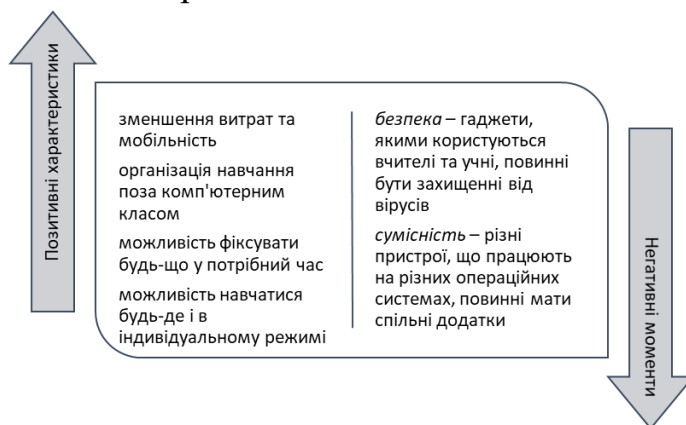 Позитивні характеристики
зменшення витрат та
мобільність
організація навчання
поза комп'ютерним
класом
можливість фіксувати
будь-що у потрібний час
можливість навчатися
будь-де і в
індивідуальному режимі
безпека – гаджети,
якими користуються
вчителі та учні, повинні
бути захищенні від
вірусів
сумісність – різні
пристрої, що працюють
на різних операційних
системах, повинні мати
спільні додатки
Негативні моменти